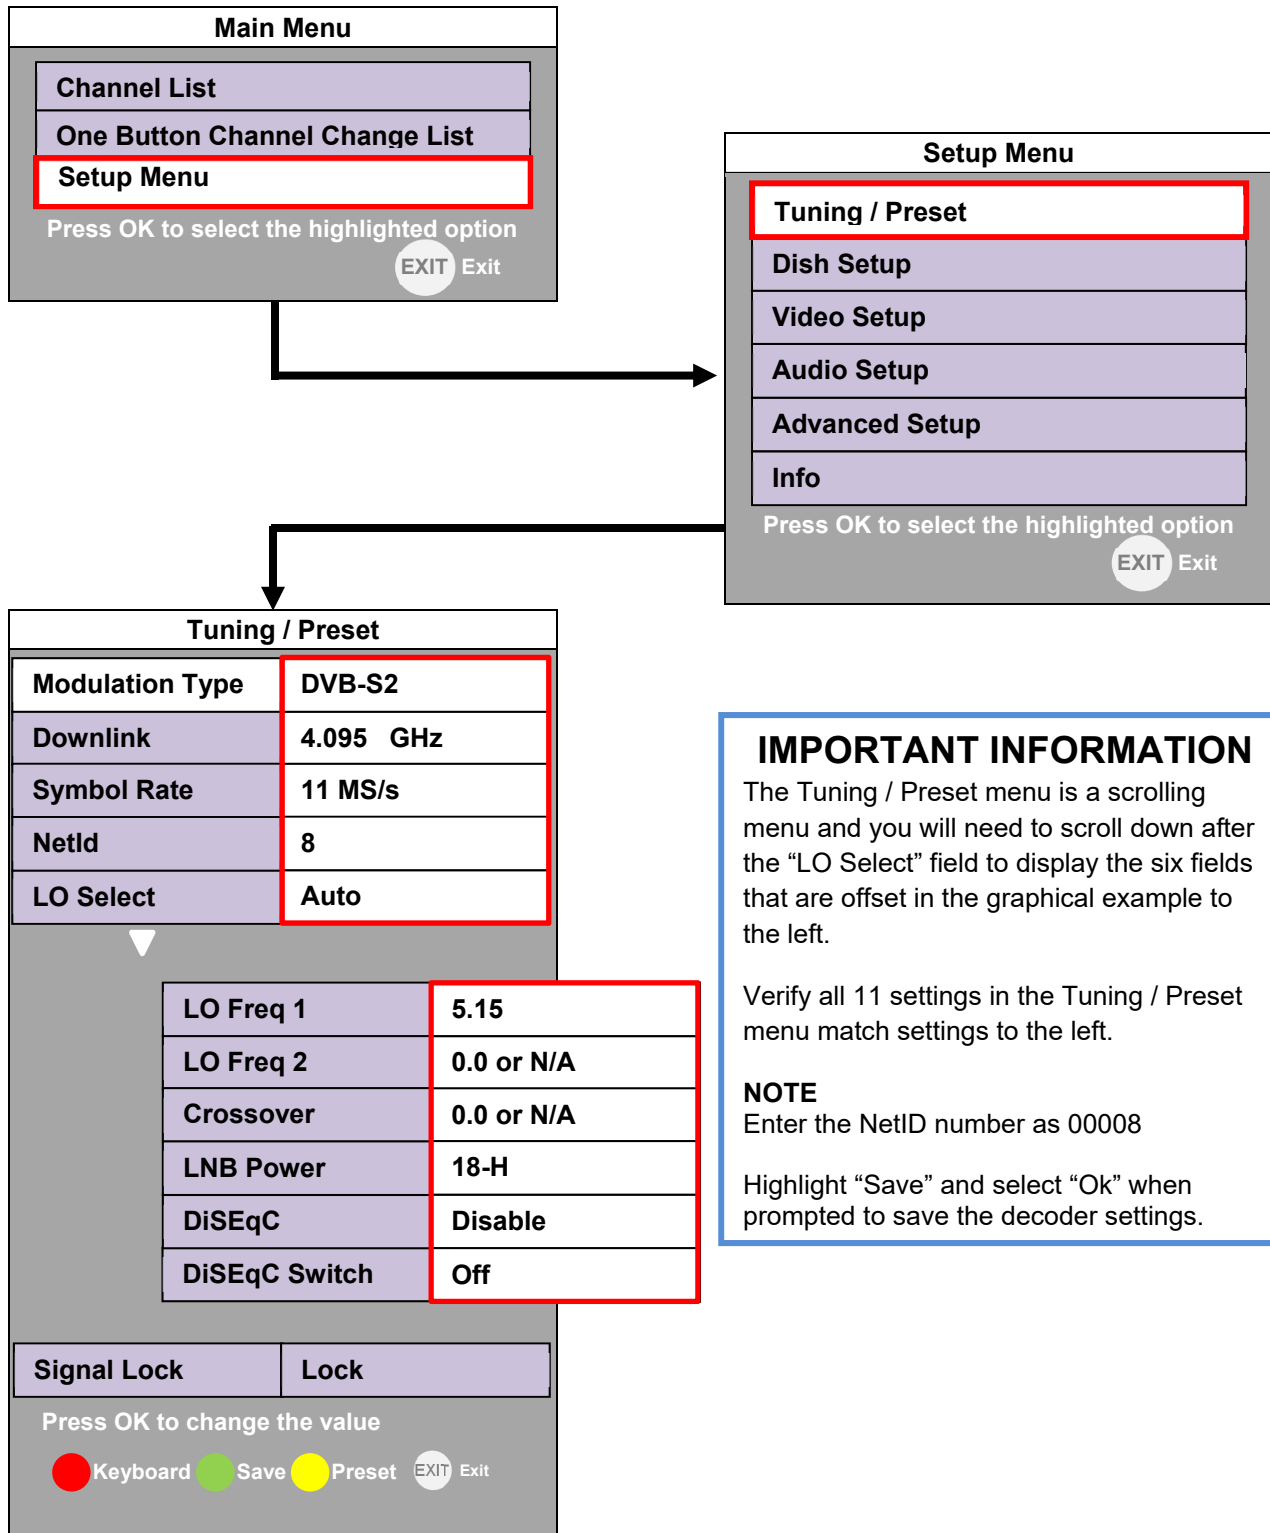 Main Menu
Channel List
One Button Channel Change List
Setup Menu
Press OK to select the highlighted option
EXIT Exit
Setup Menu
Tuning / Preset
Dish Setup
Video Setup
Audio Setup
Advanced Setup
Info
Press OK to select the highlighted option
EXIT Exit
Tuning / Preset
Modulation Type DVB-S2
Downlink 4.095 GHz
Symbol Rate 11 MS/s
NetId 8
LO Select Auto
LO Freq 1 5.15
LO Freq 2 0.0 or N/A
Crossover 0.0 or N/A
LNB Power 18-H
DiSEqC Disable
DiSEqC Switch Off
Signal Lock Lock
Press OK to change the value
Keyboard Save Preset EXIT Exit
IMPORTANT INFORMATION
The Tuning / Preset menu is a scrolling
menu and you will need to scroll down after
the “LO Select” field to display the six fields
that are offset in the graphical example to
the left.
Verify all 11 settings in the Tuning / Preset
menu match settings to the left.
NOTE
Enter the NetID number as 00008
Highlight “Save” and select “Ok” when
prompted to save the decoder settings.